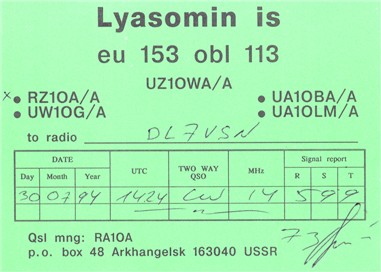 Lyasomin is
eu 153 obl 113
UZ1OWA/A
x • RZ1OA/A • UA1OBA/A
• UW1OG/A • UA1OLM/A
to radio DL7VSN
DATE UTC TWO WAY QSO MHz Signal report
Day Month Year R S T
30 07 94 1424 CW 14 5 9 9
Qsl mng: RA1OA 73
p.o. box 48 Arkhangelsk 163040 USSR